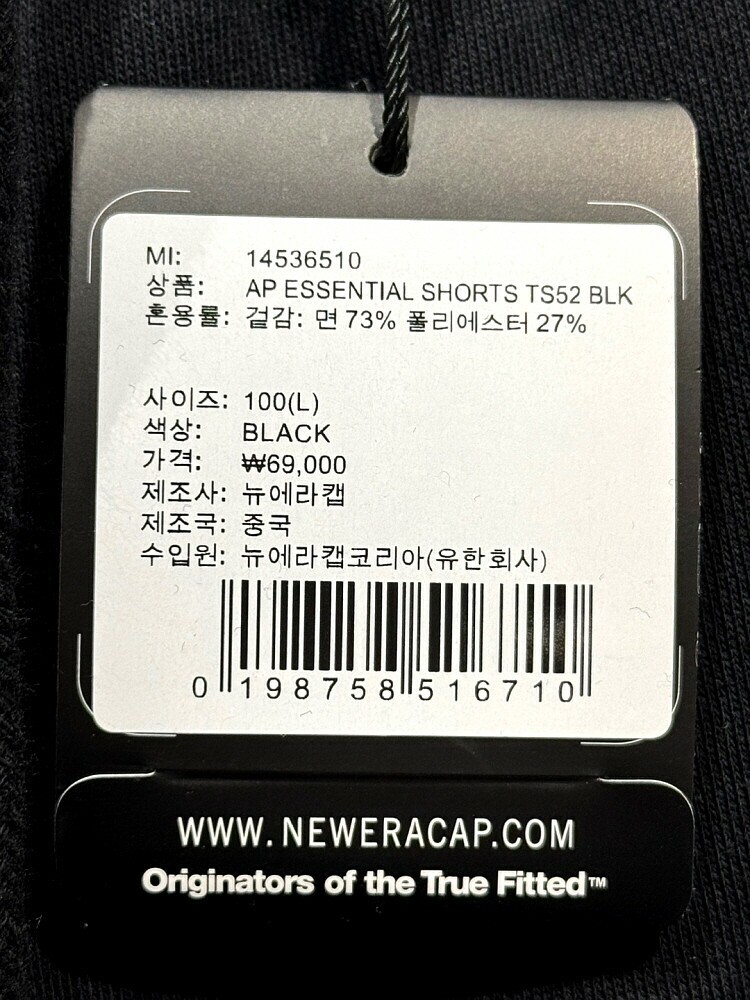 MI: 14536510
상품: AP ESSENTIAL SHORTS TS52 BLK
혼용률: 겉감: 면 73% 폴리에스터 27%
사이즈: 100(L)
색상: BLACK
가격: ₩69,000
제조사: 뉴에라캡
제조국: 중국
수입원: 뉴에라캡코리아(유한회사)
0 198758 516710
WWW.NEWERACAP.COM
Originators of the True Fitted™